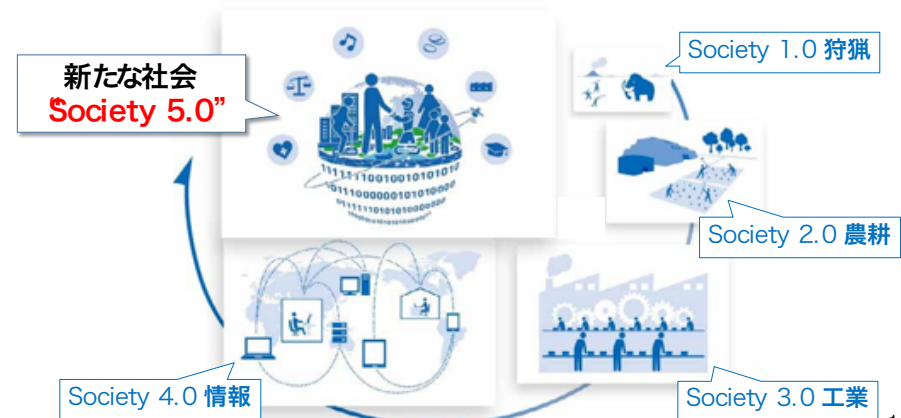 新たな社会
“Society 5.0”
Society 1.0 狩猟
Society 2.0 農耕
Society 3.0 工業
Society 4.0 情報